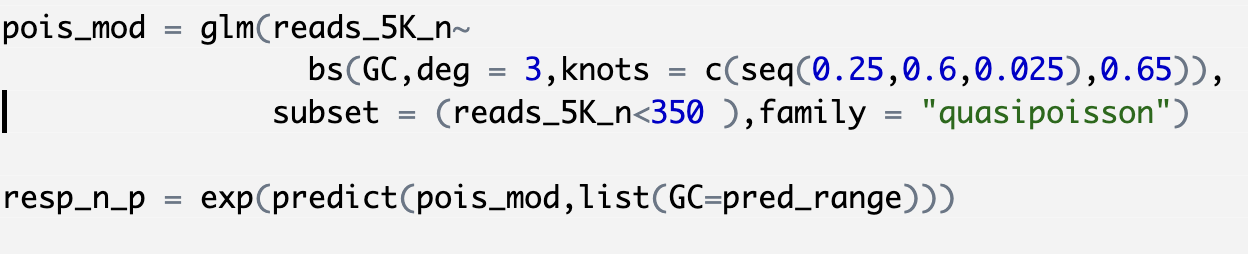 pois_mod = glm(reads_5K_n~
bs(GC,deg = 3,knots = c(seq(0.25,0.6,0.025),0.65)),
subset = (reads_5K_n<350 ),family = "quasipoisson")
resp_n_p = exp(predict(pois_mod,list(GC=pred_range)))